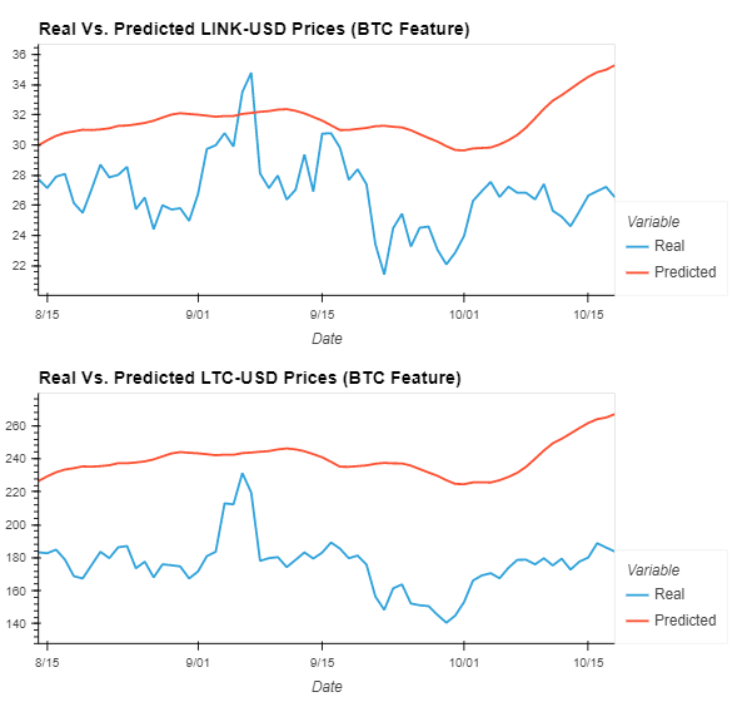 Real Vs. Predicted LINK-USD Prices (BTC Feature)
36
34
32
30
28
26
24
22
8/15 9/01 9/15 10/01 10/15
Date
Variable
Real
Predicted
Real Vs. Predicted LTC-USD Prices (BTC Feature)
260
240
220
200
180
160
140
8/15 9/01 9/15 10/01 10/15
Date
Variable
Real
Predicted